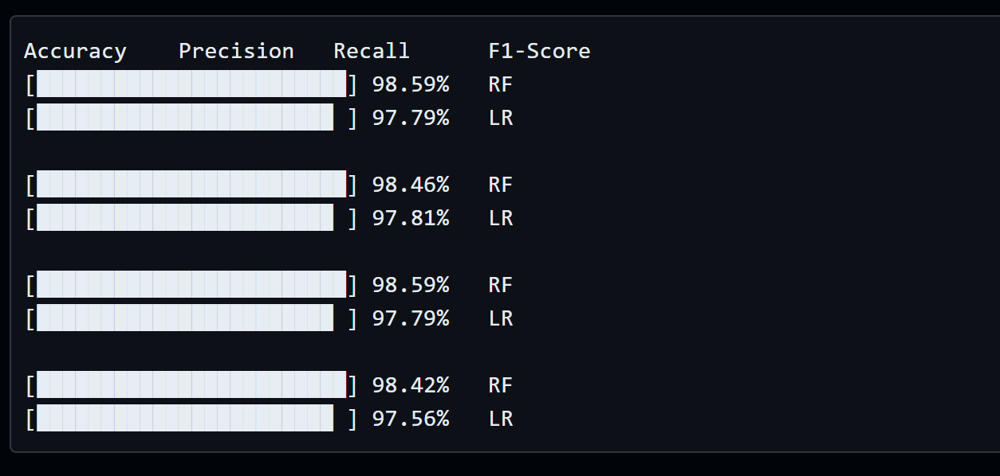 Accuracy    Precision   Recall      F1-Score
[████████████████████████] 98.59%   RF
[███████████████████████ ] 97.79%   LR
[████████████████████████] 98.46%   RF
[███████████████████████ ] 97.81%   LR
[████████████████████████] 98.59%   RF
[███████████████████████ ] 97.79%   LR
[████████████████████████] 98.42%   RF
[███████████████████████ ] 97.56%   LR